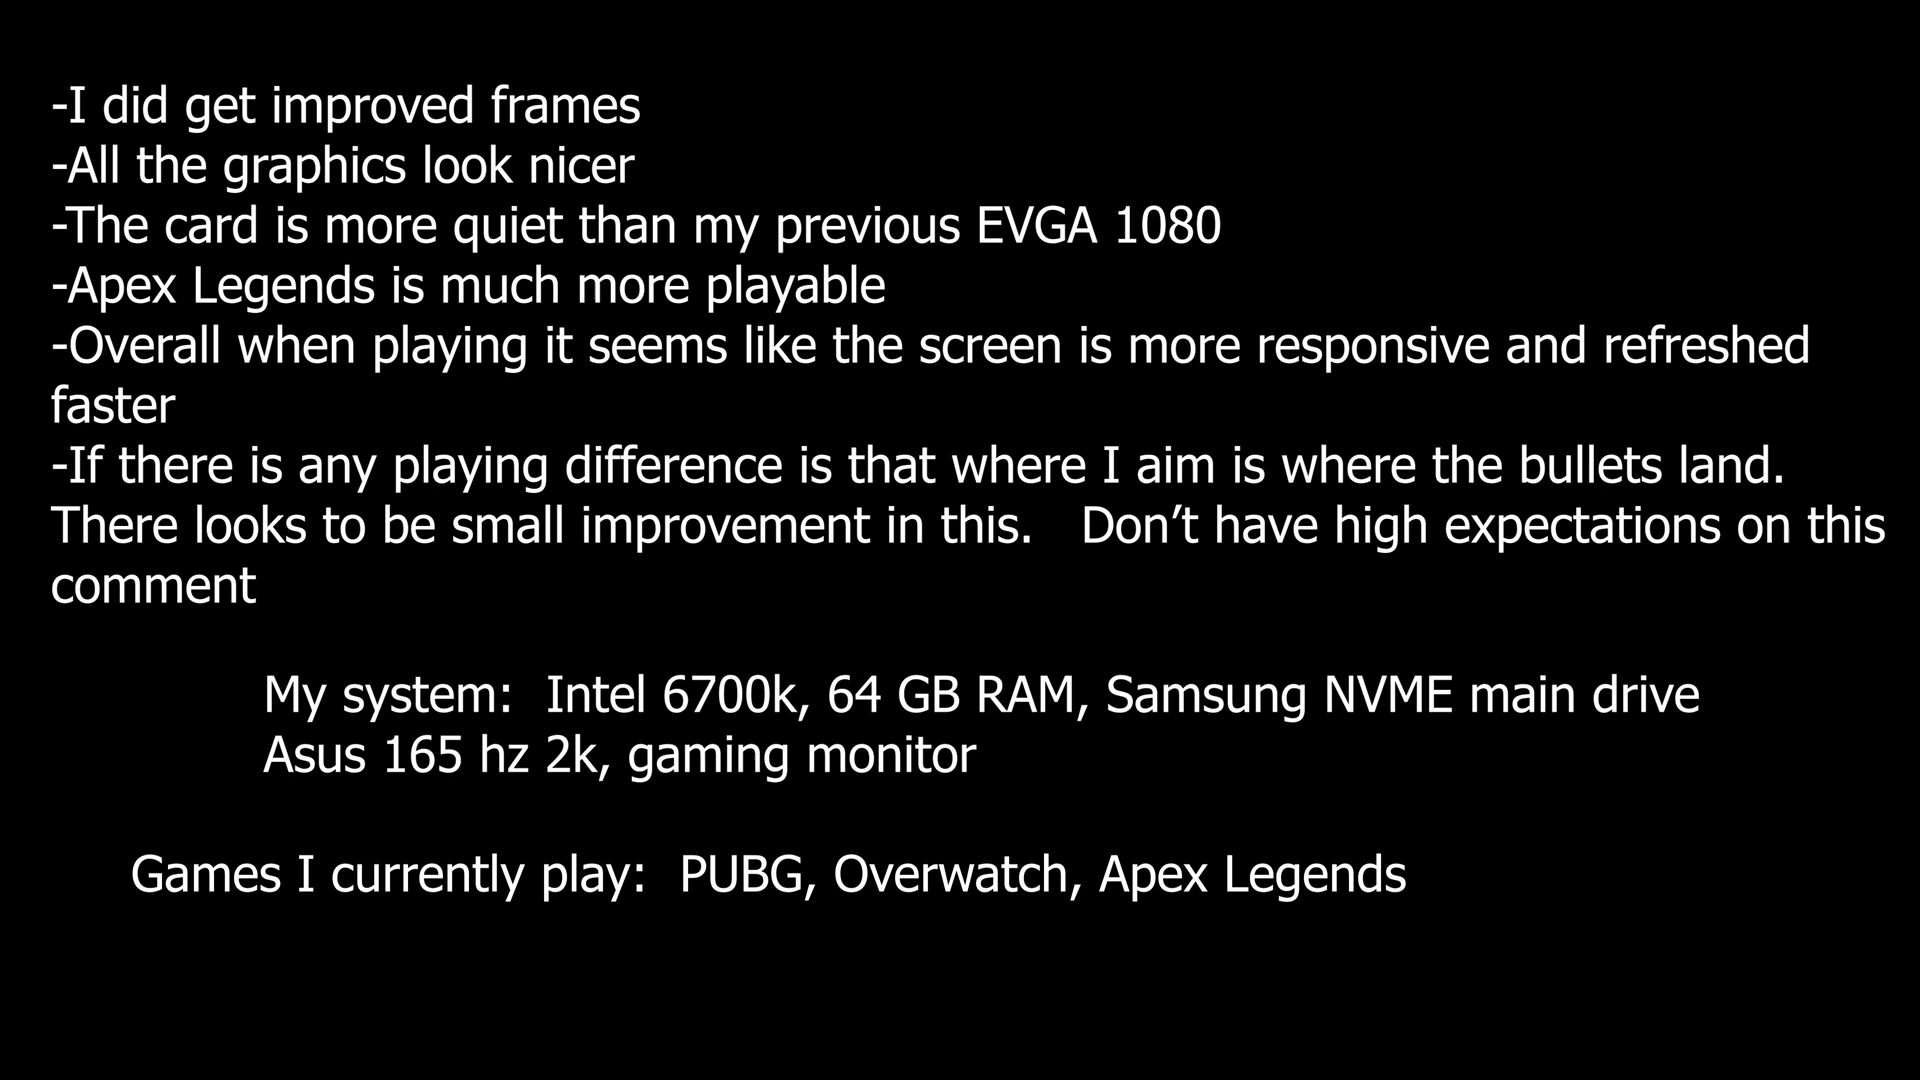 -I did get improved frames
-All the graphics look nicer
-The card is more quiet than my previous EVGA 1080
-Apex Legends is much more playable
-Overall when playing it seems like the screen is more responsive and refreshed
faster
-If there is any playing difference is that where I aim is where the bullets land.
There looks to be small improvement in this.   Don’t have high expectations on this
comment
My system:  Intel 6700k, 64 GB RAM, Samsung NVME main drive
Asus 165 hz 2k, gaming monitor
Games I currently play:  PUBG, Overwatch, Apex Legends